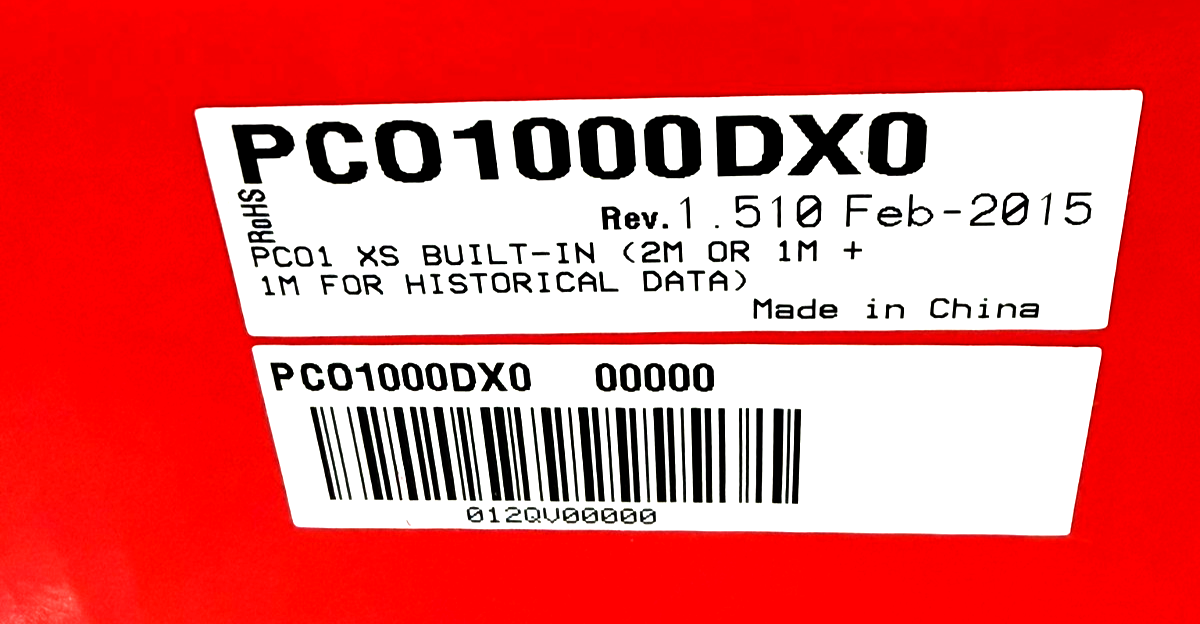 PCO1000DX0
RoHS
Rev.1.510 Feb-2015
PCO1 XS BUILT-IN (2M OR 1M +
1M FOR HISTORICAL DATA)
Made in China
PCO1000DX0 00000
012QV00000